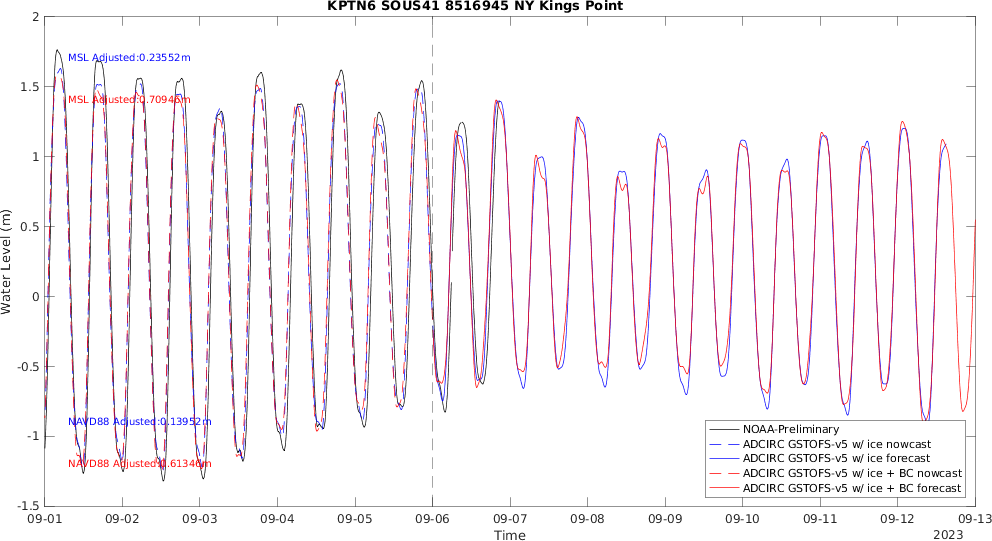 KPTN6 SOUS41 8516945 NY Kings Point
2
1.5
1
0.5
0
-0.5
-1
-1.5
Water Level (m)
MSL Adjusted:0.23552m
MSL Adjusted:0.70946m
NAVD88 Adjusted:0.13952m
NAVD88 Adjusted:0.61346m
NOAA-Preliminary
ADCIRC GSTOFS-v5 w/ ice nowcast
ADCIRC GSTOFS-v5 w/ ice forecast
ADCIRC GSTOFS-v5 w/ ice + BC nowcast
ADCIRC GSTOFS-v5 w/ ice + BC forecast
09-01 09-02 09-03 09-04 09-05 09-06 09-07 09-08 09-09 09-10 09-11 09-12 09-13
Time
2023